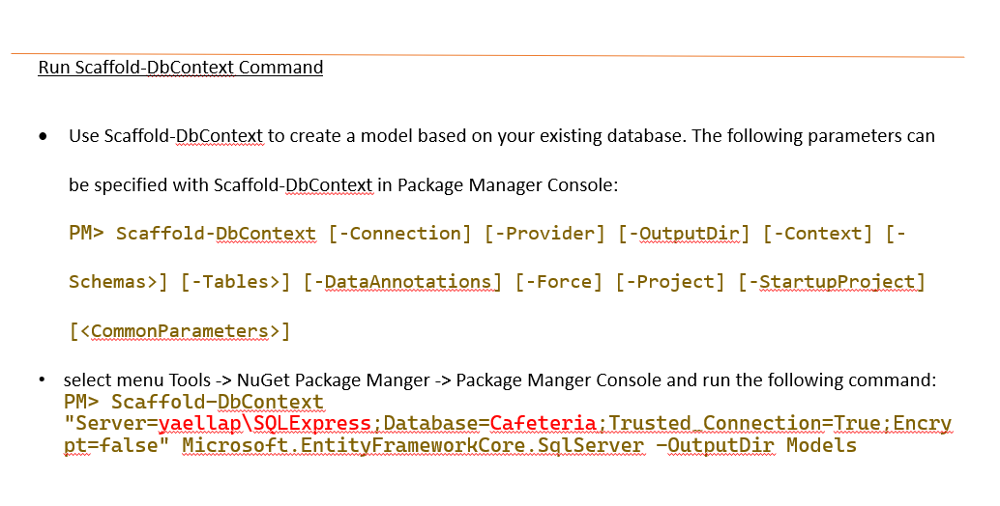 Run Scaffold-DbContext Command
• Use Scaffold-DbContext to create a model based on your existing database. The following parameters can
be specified with Scaffold-DbContext in Package Manager Console:
PM> Scaffold-DbContext [-Connection] [-Provider] [-OutputDir] [-Context] [-
Schemas>] [-Tables>] [-DataAnnotations] [-Force] [-Project] [-StartupProject]
[<CommonParameters>]
• select menu Tools -> NuGet Package Manger -> Package Manger Console and run the following command:
PM> Scaffold–DbContext
"Server=yaellap\SQLExpress;Database=Cafeteria;Trusted_Connection=True;Encry
pt=false" Microsoft.EntityFrameworkCore.SqlServer –OutputDir Models